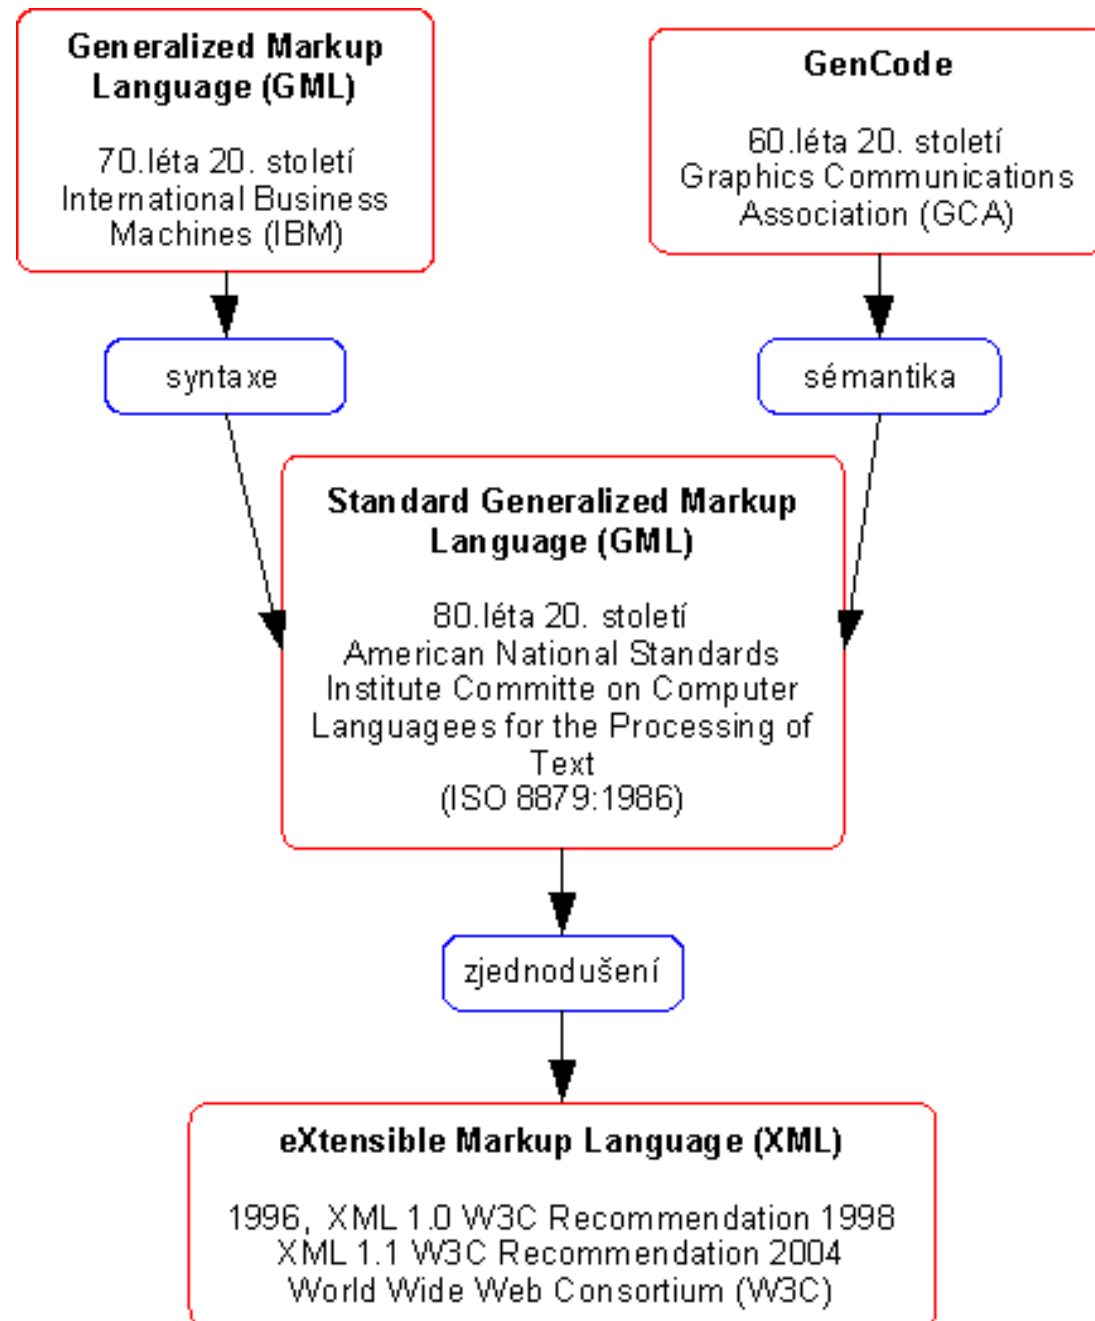 Generalized Markup
Language (GML)
70.léta 20. století
International Business
Machines (IBM)
GenCode
60.léta 20. století
Graphics Communications
Association (GCA)
syntaxe
sémantika
Standard Generalized Markup
Language (GML)
80.léta 20. století
American National Standards
Institute Committe on Computer
Languagees for the Processing of
Text
(ISO 8879:1986)
zjednodušení
eXtensible Markup Language (XML)
1996, XML 1.0 W3C Recommendation 1998
XML 1.1 W3C Recommendation 2004
World Wide Web Consortium (W3C)